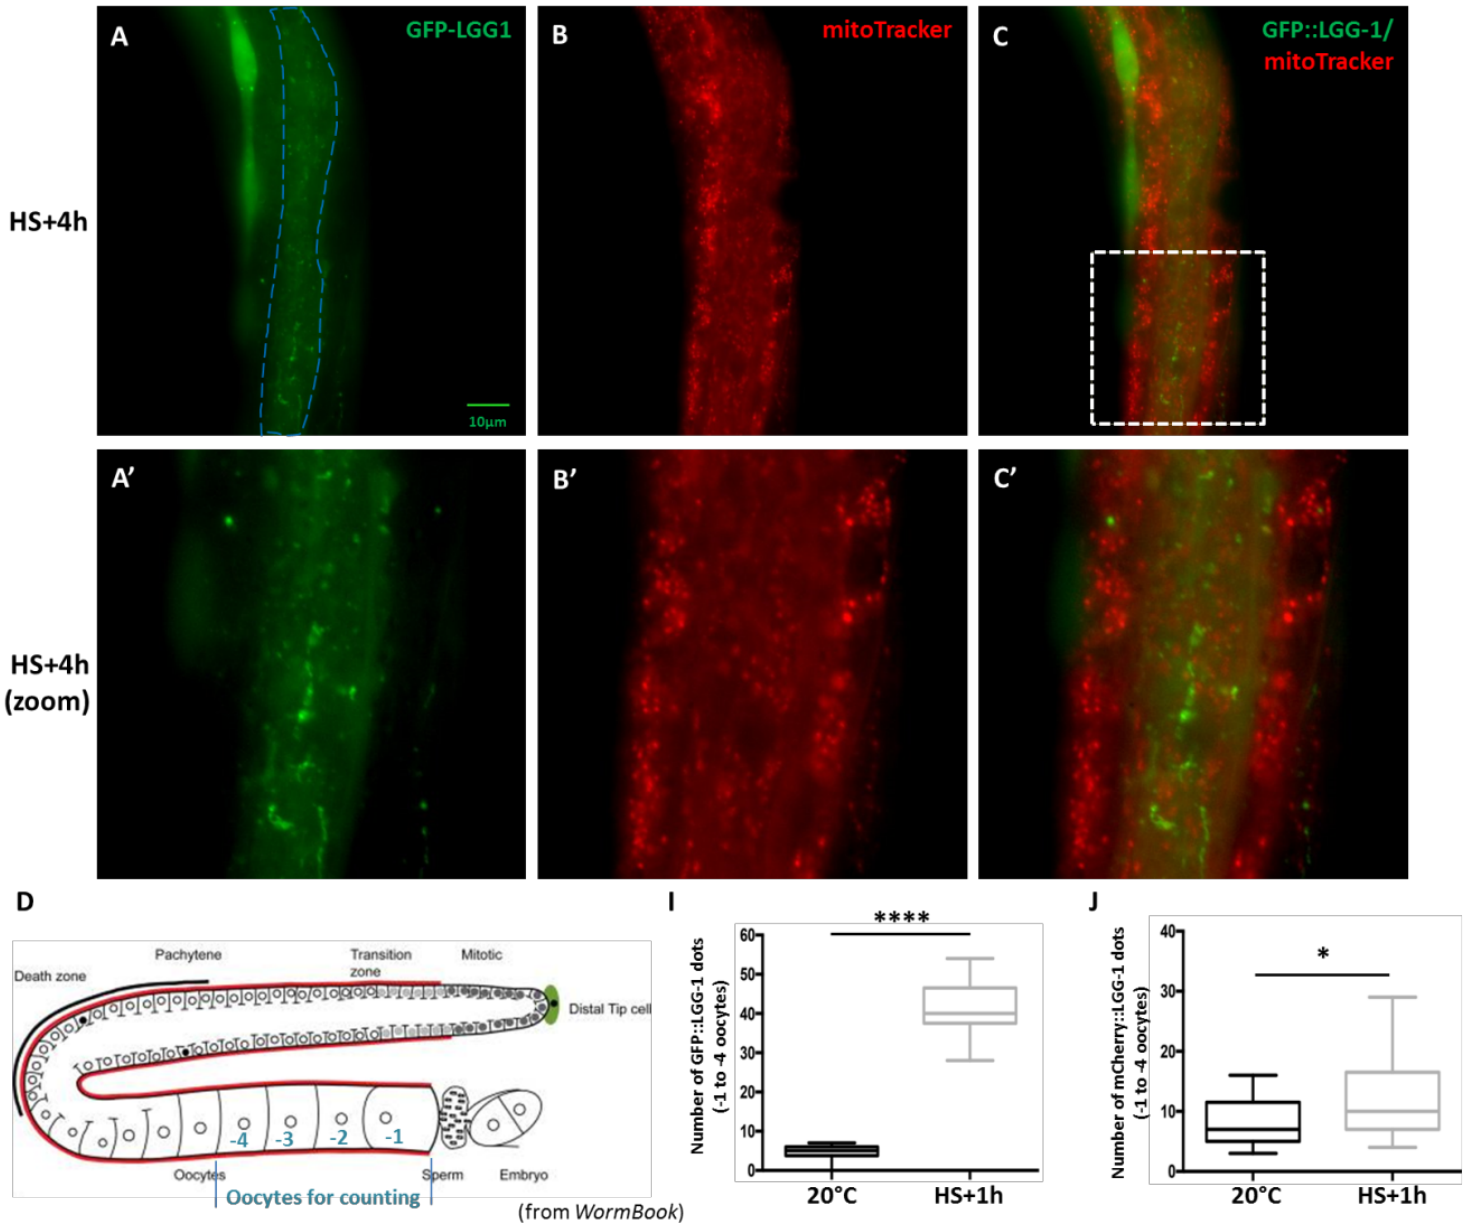 A
GFP-LGG1
B
mitoTracker
C
GFP::LGG-1/
mitoTracker
HS+4h
10µm
A’
B’
C’
HS+4h
(zoom)
D
Pachytene
Transition
zone
Mitotic
Death zone
Distal Tip cell
-4
-3
-2
-1
Oocytes
Sperm
Embryo
Oocytes for counting
(from WormBook)
I
****
Number of GFP::LGG-1 dots
(-1 to -4 oocytes)
60
50
40
30
20
10
0
20°C
HS+1h
J
*
Number of mCherry::LGG-1 dots
(-1 to -4 oocytes)
40
30
20
10
0
20°C
HS+1h